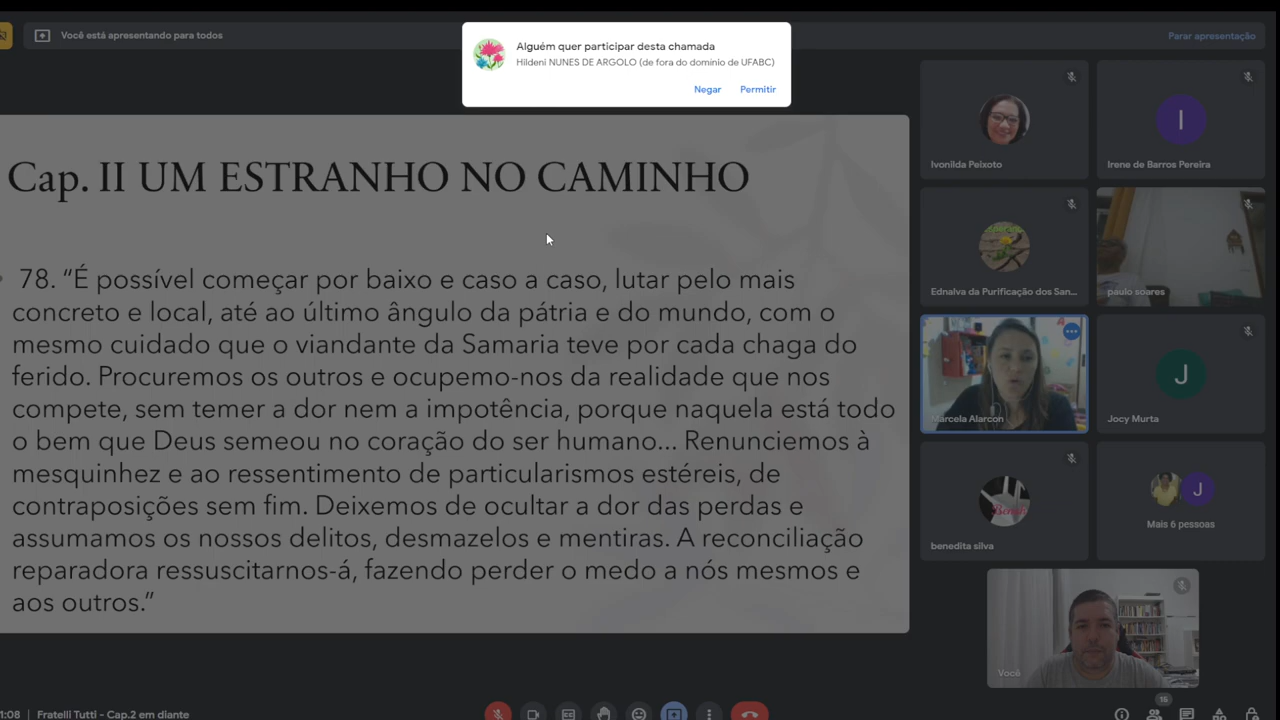 Você está apresentando para todos
Alguém quer participar desta chamada
Hildeni NUNES DE ARGOLO (de fora do domínio de UFABC)
Negar
Permitir
Parar apresentação
Cap. II UM ESTRANHO NO CAMINHO
78. “É possível começar por baixo e caso a caso, lutar pelo mais
concreto e local, até ao último ângulo da pátria e do mundo, com o
mesmo cuidado que o viandante da Samaria teve por cada chaga do
ferido. Procuremos os outros e ocupemo-nos da realidade que nos
compete, sem temer a dor nem a impotência, porque naquela está todo
o bem que Deus semeou no coração do ser humano... Renunciemos à
mesquinhez e ao ressentimento de particularismos estéreis, de
contraposições sem fim. Deixemos de ocultar a dor das perdas e
assumamos os nossos delitos, desmazelos e mentiras. A reconciliação
reparadora ressuscitarnos-á, fazendo perder o medo a nós mesmos e
aos outros.”
Ivonilda Peixoto
I
Irene de Barros Pereira
Ednalva da Purificação dos San...
paulo soares
Marcela Alarcon
J
Jocy Murta
benedita silva
J
Mais 6 pessoas
Você
1:08 | Fratelli Tutti - Cap.2 em diante
15